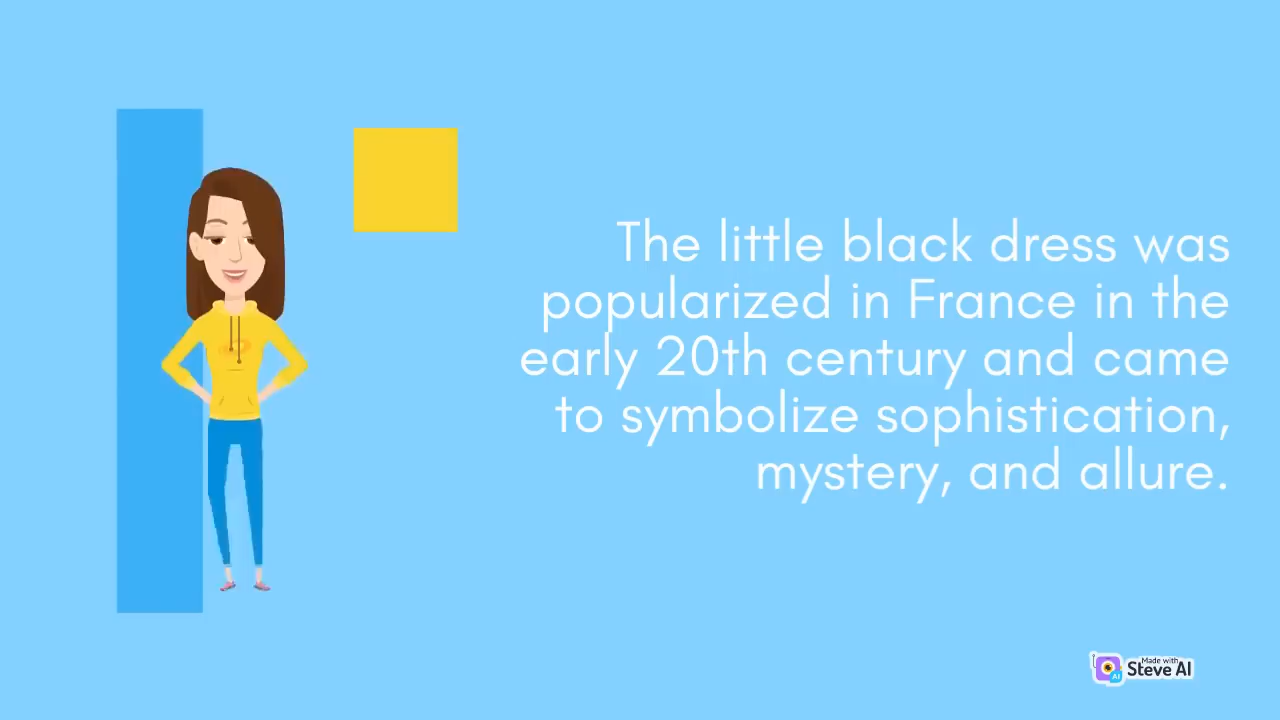 The little black dress was
popularized in France in the
early 20th century and came
to symbolize sophistication,
mystery, and allure.
Made with
Steve AI
AI